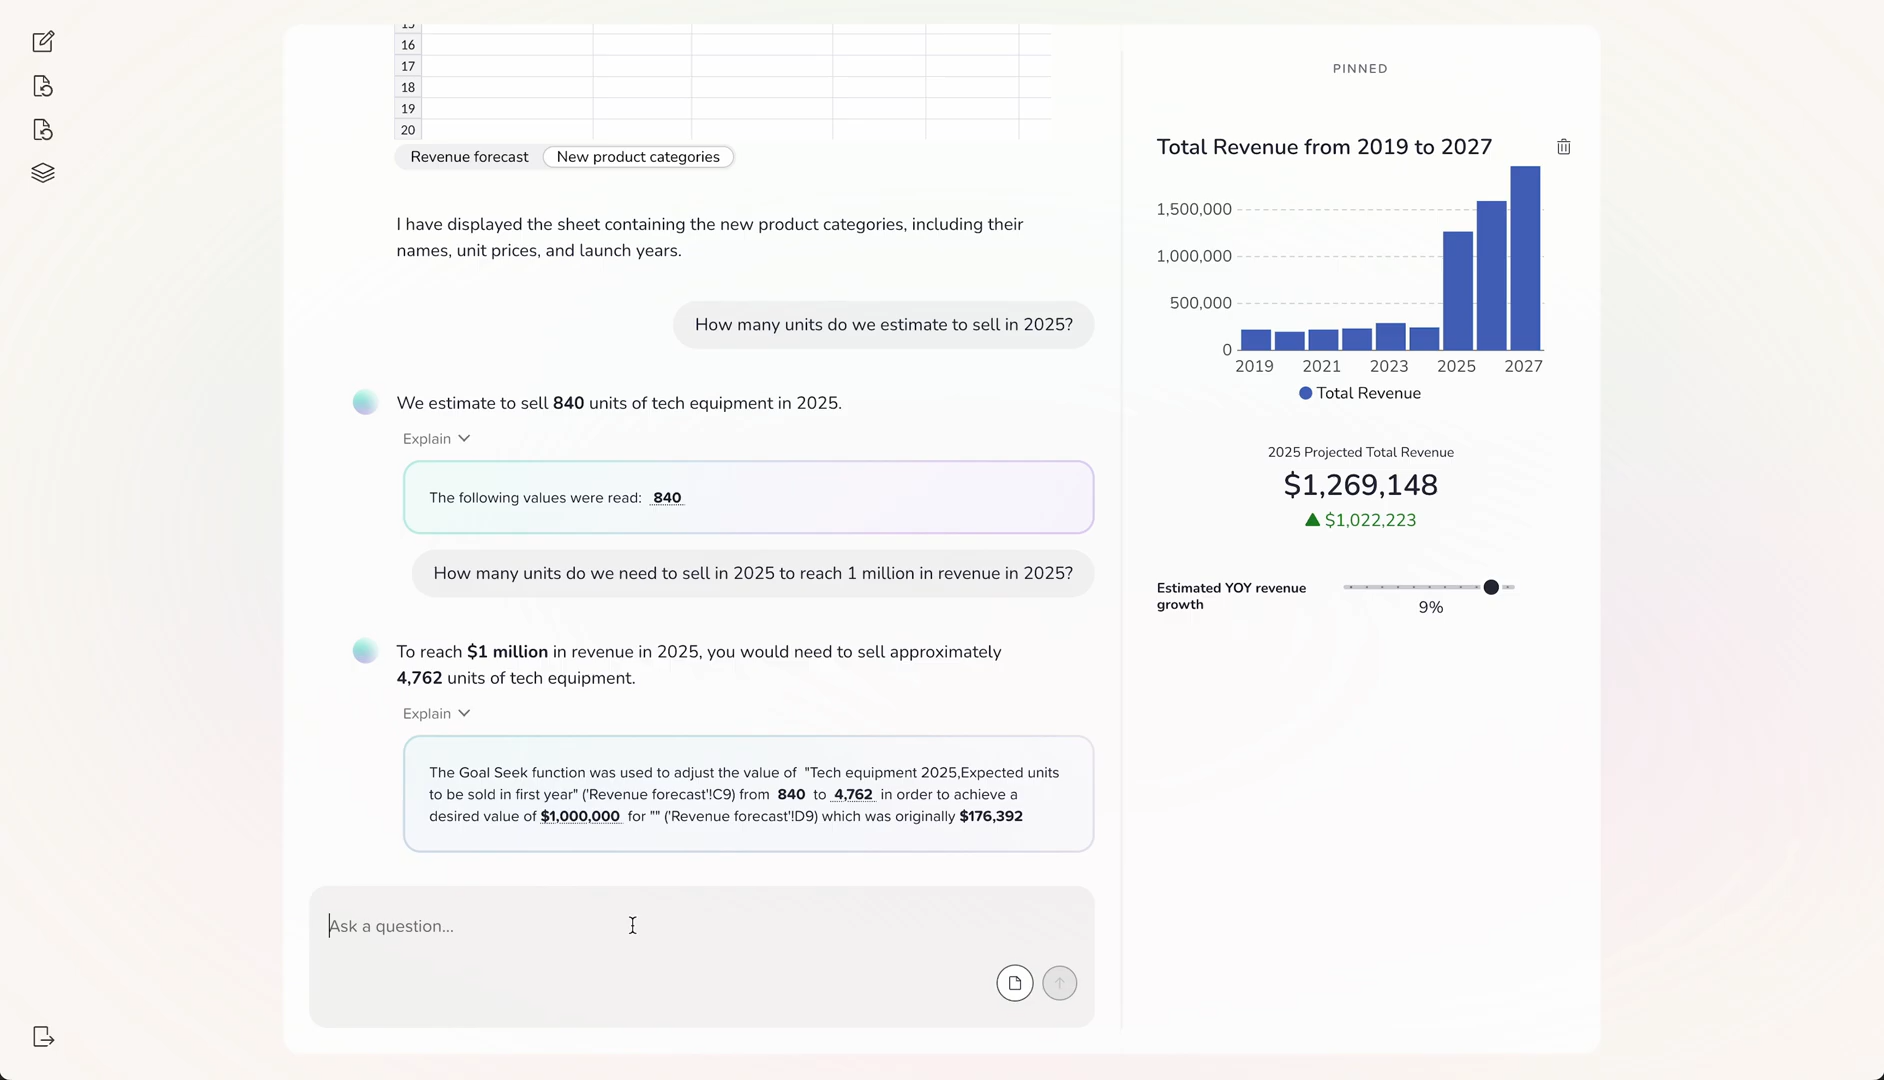 15
16
17
18
19
20
Revenue forecast
New product categories
I have displayed the sheet containing the new product categories, including their
names, unit prices, and launch years.
How many units do we estimate to sell in 2025?
We estimate to sell 840 units of tech equipment in 2025.
Explain
The following values were read: 840
How many units do we need to sell in 2025 to reach 1 million in revenue in 2025?
To reach $1 million in revenue in 2025, you would need to sell approximately
4,762 units of tech equipment.
Explain
The Goal Seek function was used to adjust the value of "Tech equipment 2025,Expected units
to be sold in first year" ('Revenue forecast'!C9) from 840 to 4,762 in order to achieve a
desired value of $1,000,000 for "" ('Revenue forecast'!D9) which was originally $176,392
Ask a question...
PINNED
Total Revenue from 2019 to 2027
1,500,000
1,000,000
500,000
0
2019 2021 2023 2025 2027
Total Revenue
2025 Projected Total Revenue
$1,269,148
$1,022,223
Estimated YOY revenue
growth
9%